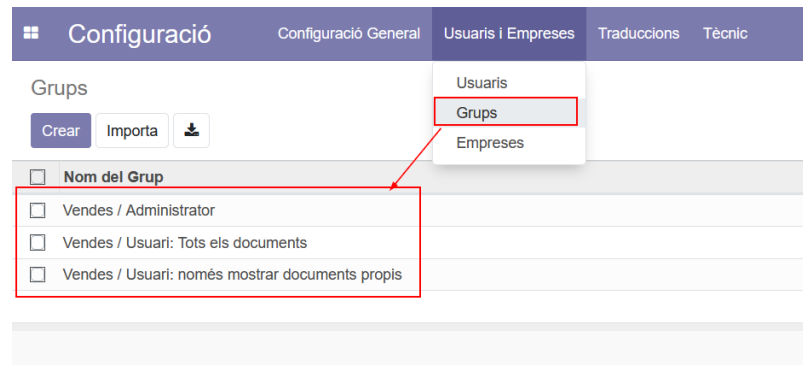 Configuració
Configuració General
Usuaris i Empreses
Traduccions
Tècnic
Grups
Usuaris
Grups
Empreses
Crear
Importa
Nom del Grup
Vendes / Administrator
Vendes / Usuari: Tots els documents
Vendes / Usuari: només mostrar documents propis